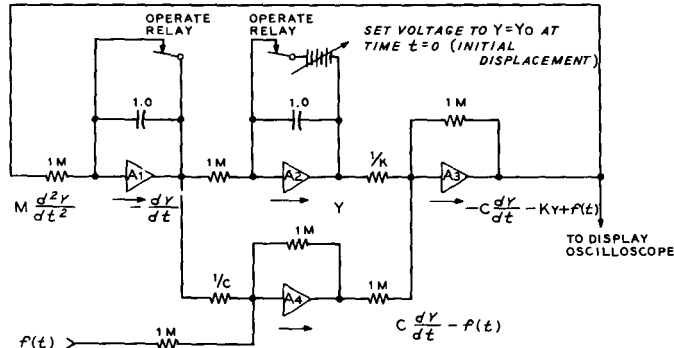 OPERATE
RELAY
OPERATE
RELAY
SET VOLTAGE TO Y=Y0 AT
TIME t=0 (INITIAL
DISPLACEMENT)
1.0
1.0
1M
1M
A1
1M
A2
1/K
A3
M d²Y/dt²
- dY/dt
Y
-C dY/dt - KY + f(t)
1M
TO DISPLAY
OSCILLOSCOPE
1/C
A4
1M
C dY/dt - f(t)
f(t)
1M